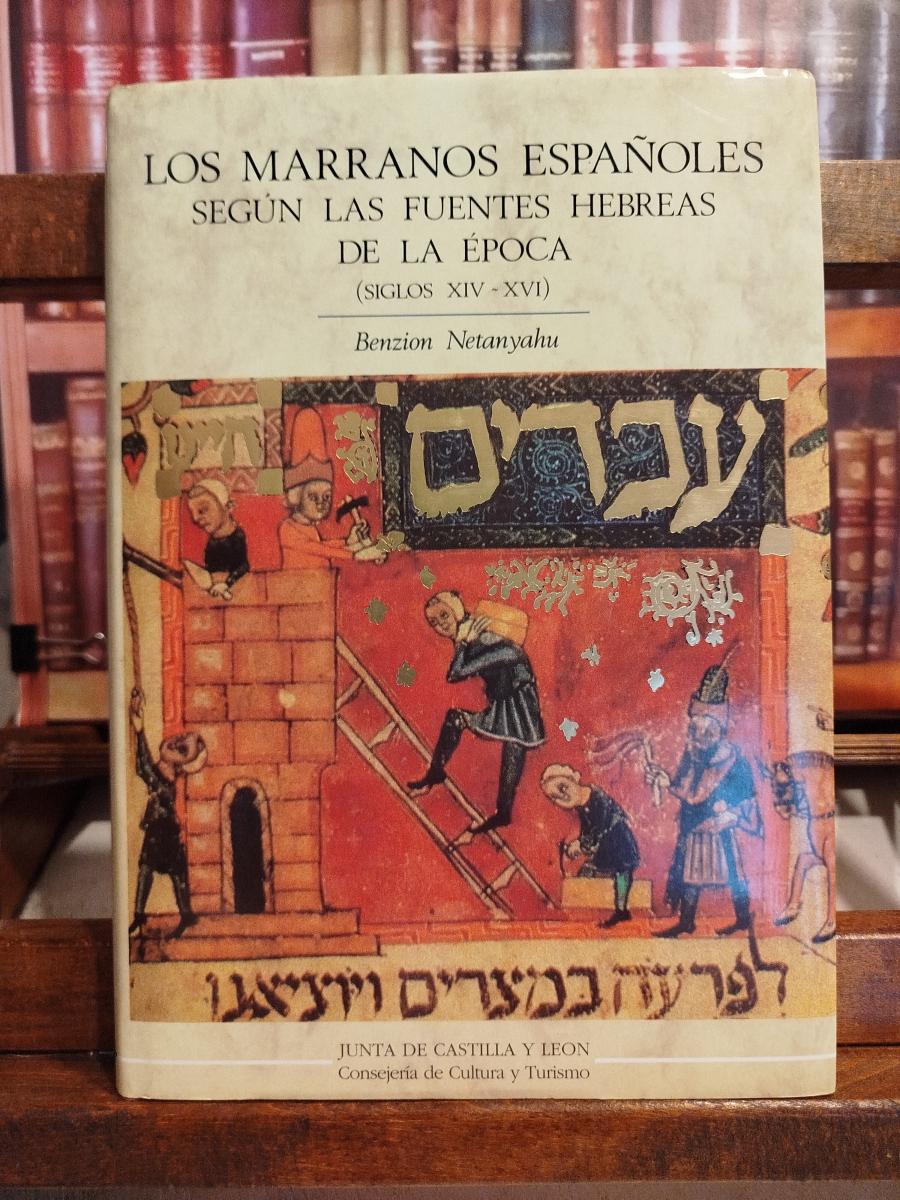 LOS MARRANOS ESPAÑOLES
SEGÚN LAS FUENTES HEBREAS
DE LA ÉPOCA
(SIGLOS XIV - XVI)
Benzion Netanyahu
עבדים
היינו
לפרעה במצרים ויוציאנו
JUNTA DE CASTILLA Y LEON
Consejería de Cultura y Turismo